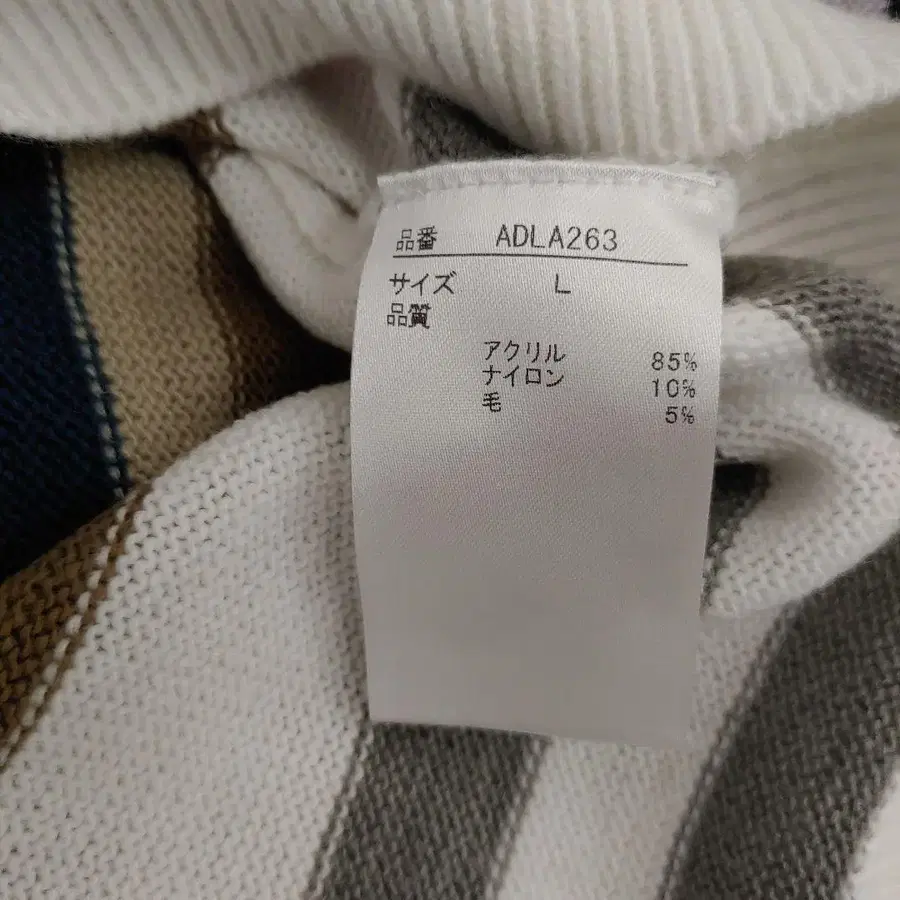 品番 ADLA263
サイズ L
品質
アクリル 85%
ナイロン 10%
毛 5%